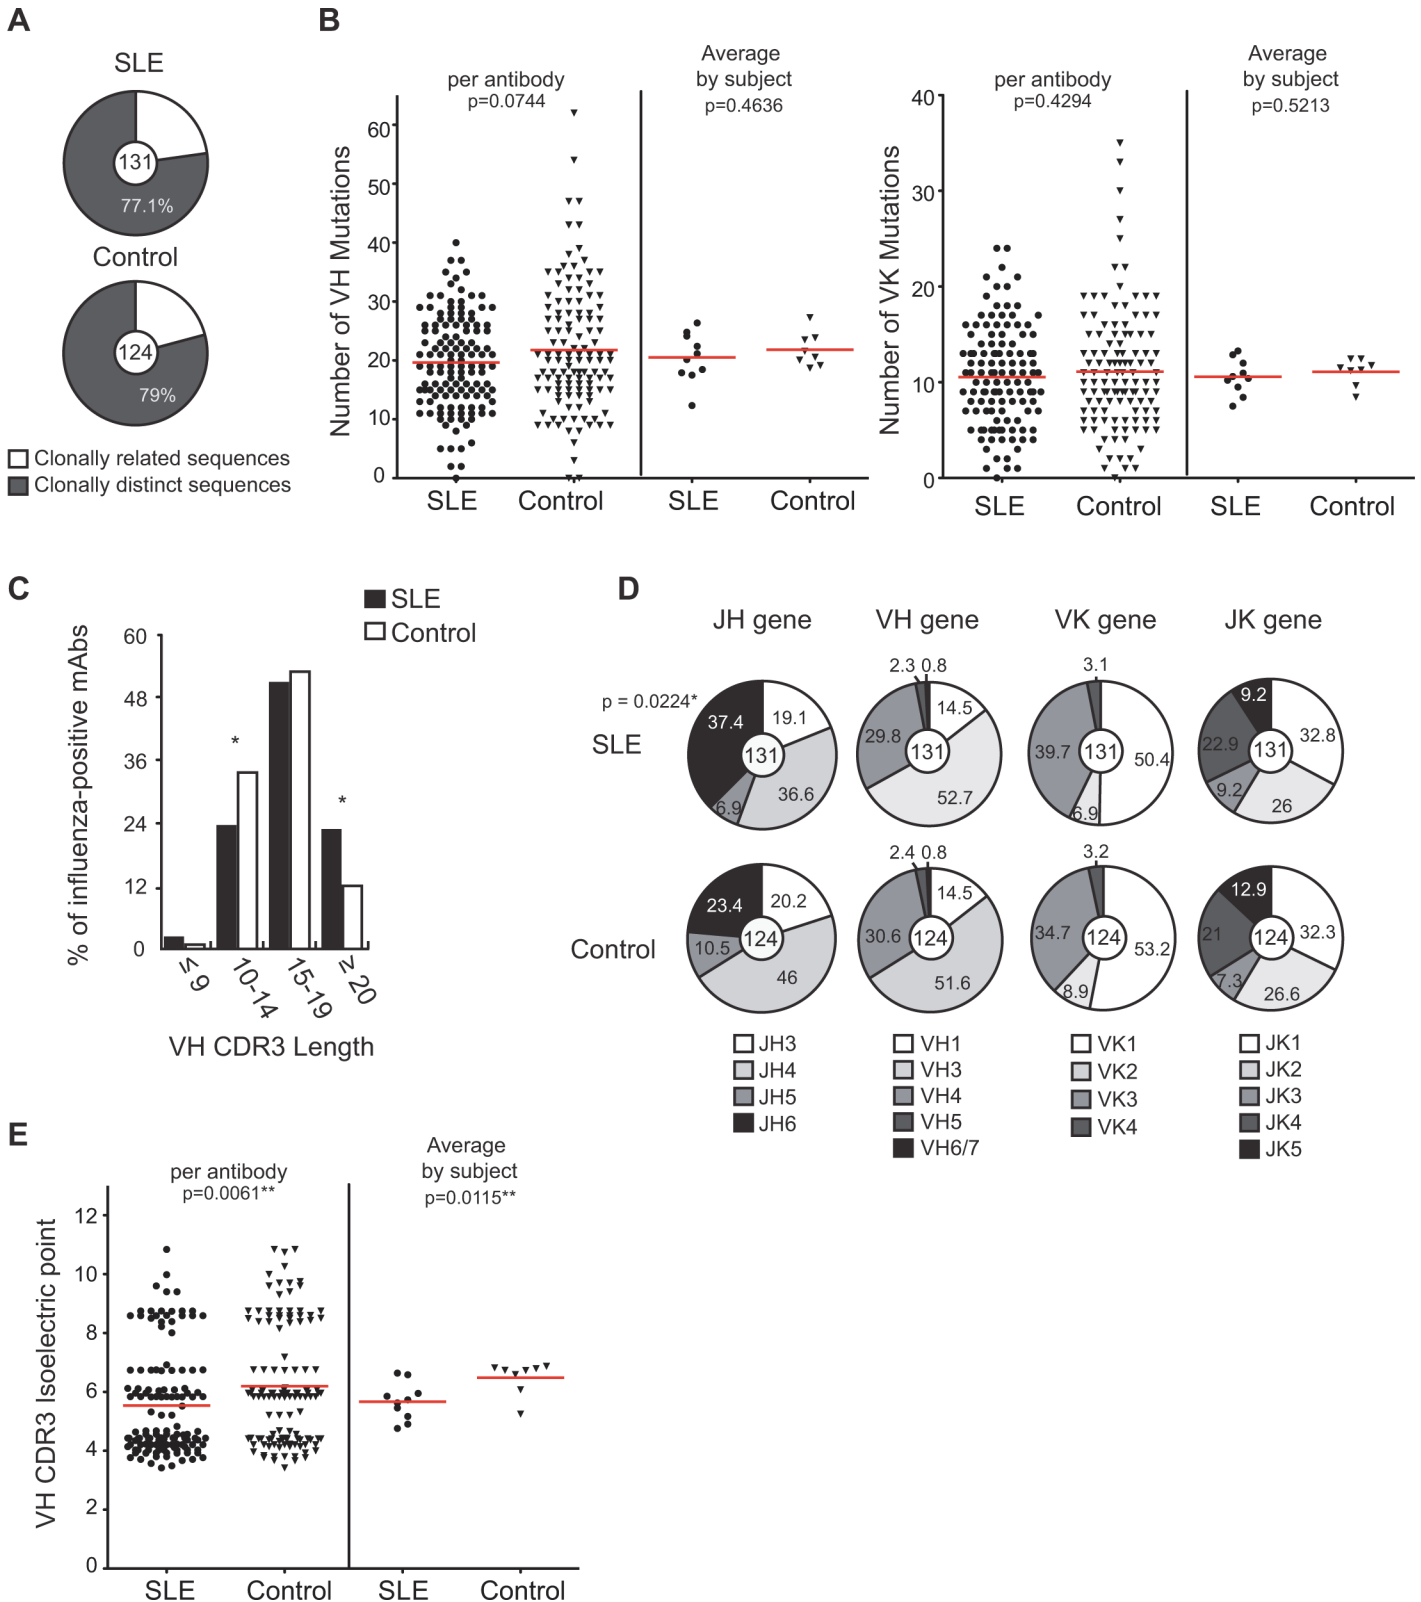 A
SLE
131
77.1%
Control
124
79%
Clonally related sequences
Clonally distinct sequences
B
per antibody
p=0.0744
Average
by subject
p=0.4636
Number of VH Mutations
60
50
40
30
20
10
0
SLE
Control
SLE
Control
per antibody
p=0.4294
Average
by subject
p=0.5213
Number of VK Mutations
40
30
20
10
0
SLE
Control
SLE
Control
C
SLE
Control
% of influenza-positive mAbs
60
48
36
24
12
0
*
*
≤ 9
10-14
15-19
≥ 20
VH CDR3 Length
D
JH gene
VH gene
VK gene
JK gene
p = 0.0224*
SLE
37.4
19.1
131
36.6
6.9
2.3 0.8
14.5
29.8
131
52.7
3.1
39.7
131
50.4
6.9
9.2
32.8
22.9
131
9.2
26
Control
23.4
20.2
124
10.5
46
2.4 0.8
14.5
30.6
124
51.6
3.2
34.7
124
53.2
8.9
12.9
32.3
21
124
7.3
26.6
JH3
JH4
JH5
JH6
VH1
VH3
VH4
VH5
VH6/7
VK1
VK2
VK3
VK4
JK1
JK2
JK3
JK4
JK5
E
per antibody
p=0.0061**
Average
by subject
p=0.0115**
VH CDR3 Isoelectric point
12
10
8
6
4
2
0
SLE
Control
SLE
Control